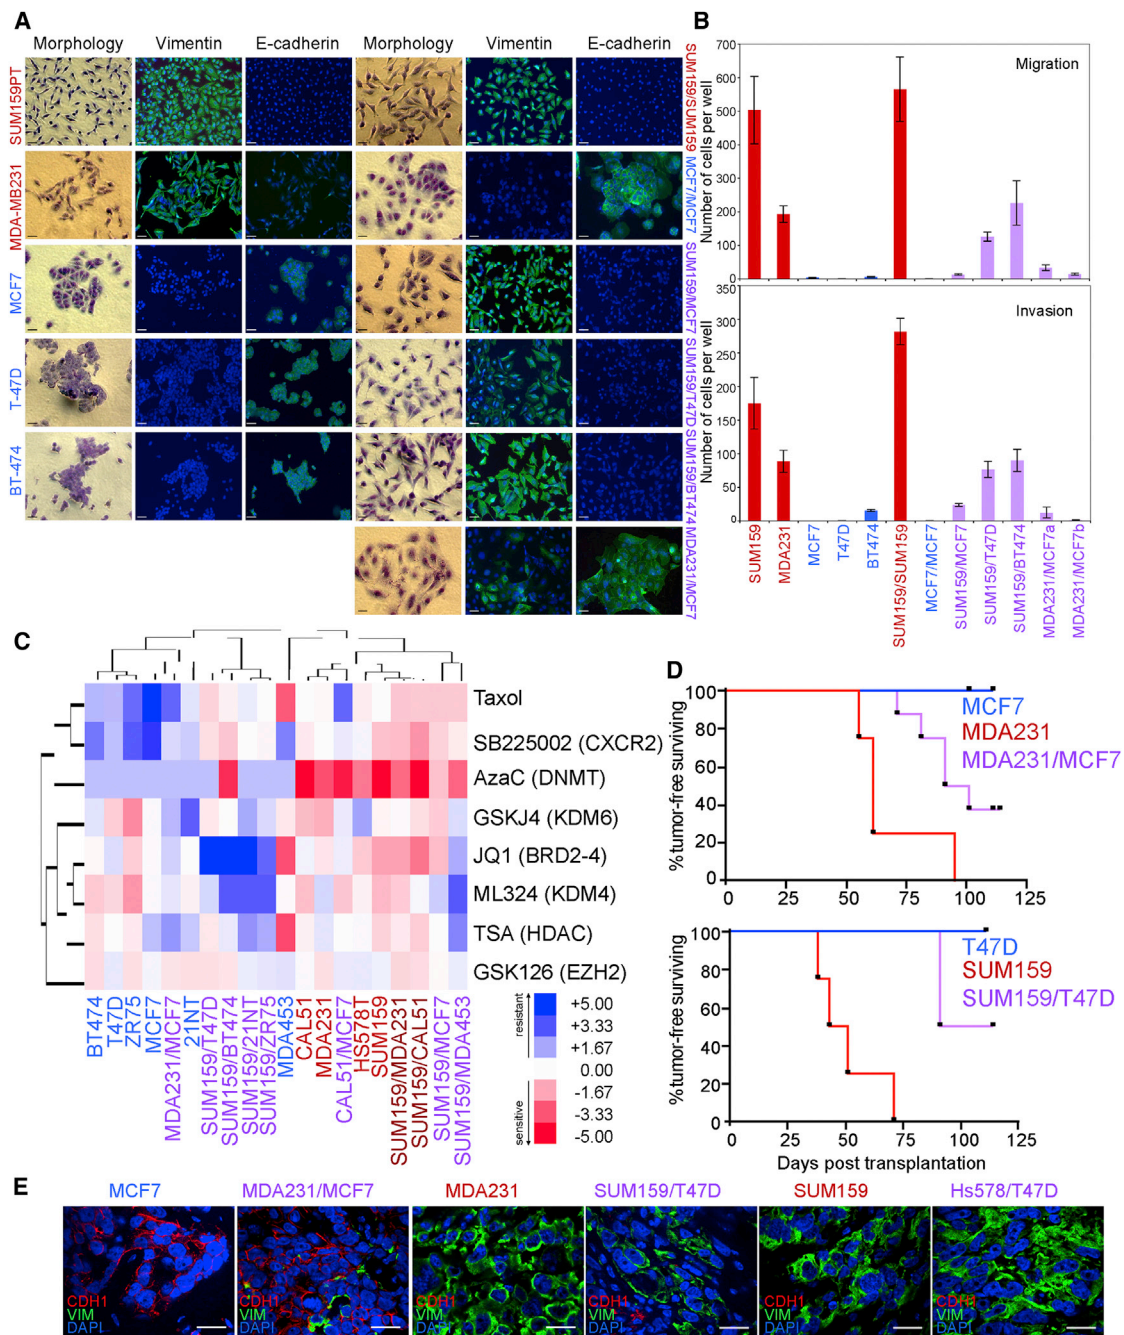 A
Morphology Vimentin E-cadherin Morphology Vimentin E-cadherin
SUM159PT
MDA-MB231
MCF7
T-47D
BT-474
SUM159/SUM159
MCF7/MCF7
SUM159/MCF7
SUM159/T47D
SUM159/BT474
MDA231/MCF7
B
Migration
Number of cells per well
700
600
500
400
300
200
100
0
Invasion
Number of cells per well
350
300
250
200
150
100
50
0
SUM159
MDA231
MCF7
T47D
BT474
SUM159/SUM159
MCF7/MCF7
SUM159/MCF7
SUM159/T47D
SUM159/BT474
MDA231/MCF7a
MDA231/MCF7b
C
Taxol
SB225002 (CXCR2)
AzaC (DNMT)
GSKJ4 (KDM6)
JQ1 (BRD2-4)
ML324 (KDM4)
TSA (HDAC)
GSK126 (EZH2)
BT474
T47D
ZR75
MCF7
MDA231/MCF7
21NT
SUM159/T47D
SUM159/BT474
SUM159/21NT
SUM159/ZR75
MDA453
CAL51
MDA231
CAL51/MCF7
HS578T
SUM159
SUM159/MDA231
SUM159/CAL51
SUM159/MCF7
SUM159/MDA453
resistant
sensitive
+5.00
+3.33
+1.67
0.00
-1.67
-3.33
-5.00
D
% tumor-free surviving
100
80
60
40
20
0
0 25 50 75 100 125
MCF7
MDA231
MDA231/MCF7
% tumor-free surviving
100
80
60
40
20
0
0 25 50 75 100 125
T47D
SUM159
SUM159/T47D
Days post transplantation
E
MCF7 MDA231/MCF7 MDA231 SUM159/T47D SUM159 Hs578/T47D
CDH1 CDH1 CDH1 CDH1 CDH1 CDH1
VIM VIM VIM VIM VIM VIM
DAPI DAPI DAPI DAPI DAPI DAPI